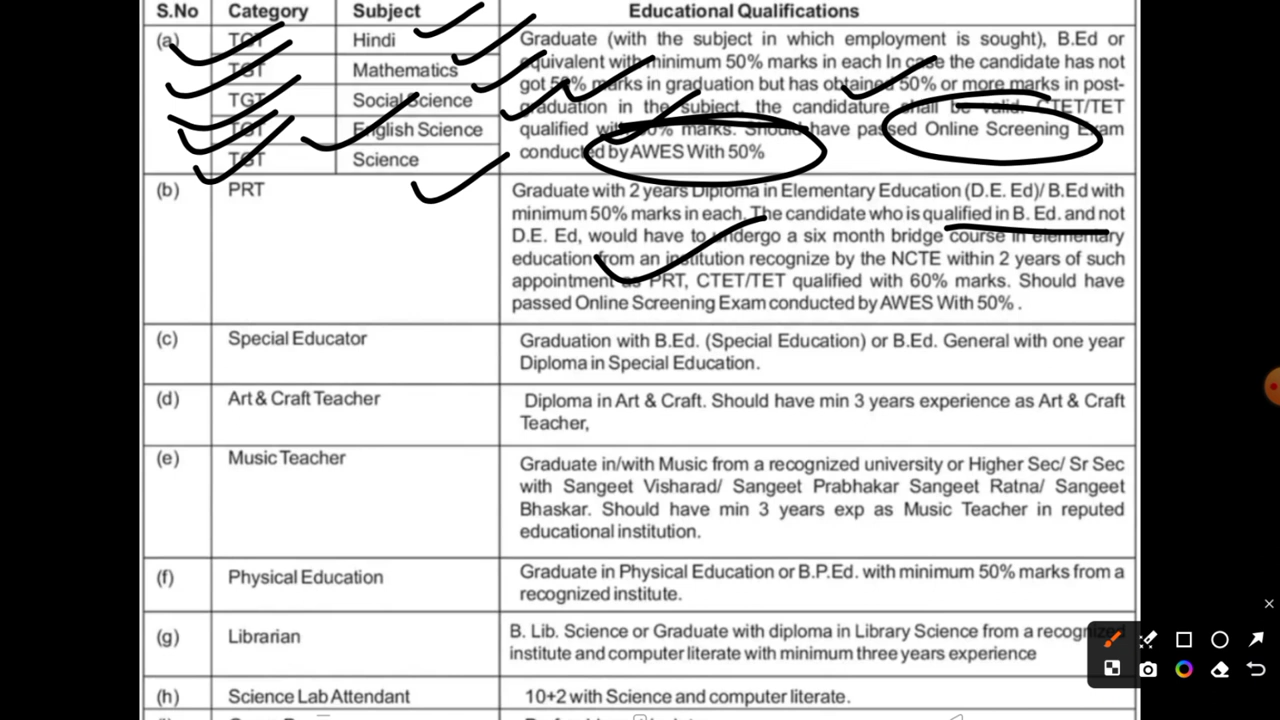 S.No Category Subject Educational Qualifications
(a) TGT Hindi
TGT Mathematics
TGT Social Science
TGT English Science
TGT Science
Graduate (with the subject in which employment is sought), B.Ed or
equivalent with minimum 50% marks in each In case the candidate has not
got 50% marks in graduation but has obtained 50% or more marks in post-
graduation in the subject, the candidature shall be valid. CTET/TET
qualified with 60% marks. Should have passed Online Screening Exam
conducted by AWES With 50%
(b) PRT
Graduate with 2 years Diploma in Elementary Education (D.E. Ed)/ B.Ed with
minimum 50% marks in each. The candidate who is qualified in B. Ed. and not
D.E. Ed, would have to undergo a six month bridge course in elementary
education from an institution recognize by the NCTE within 2 years of such
appointment as PRT, CTET/TET qualified with 60% marks. Should have
passed Online Screening Exam conducted by AWES With 50% .
(c) Special Educator
Graduation with B.Ed. (Special Education) or B.Ed. General with one year
Diploma in Special Education.
(d) Art & Craft Teacher
Diploma in Art & Craft. Should have min 3 years experience as Art & Craft
Teacher,
(e) Music Teacher
Graduate in/with Music from a recognized university or Higher Sec/ Sr Sec
with Sangeet Visharad/ Sangeet Prabhakar Sangeet Ratna/ Sangeet
Bhaskar. Should have min 3 years exp as Music Teacher in reputed
educational institution.
(f) Physical Education
Graduate in Physical Education or B.P.Ed. with minimum 50% marks from a
recognized institute.
(g) Librarian
B. Lib. Science or Graduate with diploma in Library Science from a recognized
institute and computer literate with minimum three years experience
(h) Science Lab Attendant 10+2 with Science and computer literate.